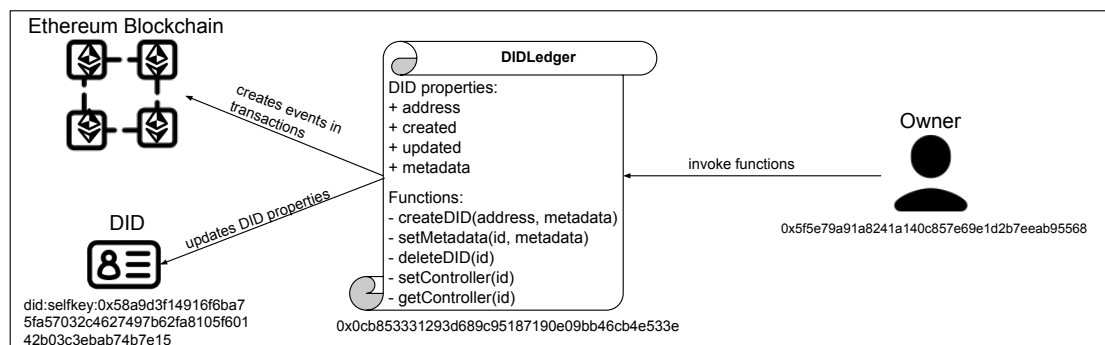 Ethereum Blockchain
DIDLedger
DID properties:
+ address
+ created
+ updated
+ metadata
Functions:
- createDID(address, metadata)
- setMetadata(id, metadata)
- deleteDID(id)
- setController(id)
- getController(id)
0x0cb853331293d689c95187190e09bb46cb4e533e
creates events in
transactions
updates DID properties
invoke functions
Owner
0x5f5e79a91a8241a140c857e69e1d2b7eeab95568
DID
did:selfkey:0x58a9d3f14916f6ba7
5fa57032c4627497b62fa8105f601
42b03c3ebab74b7e15